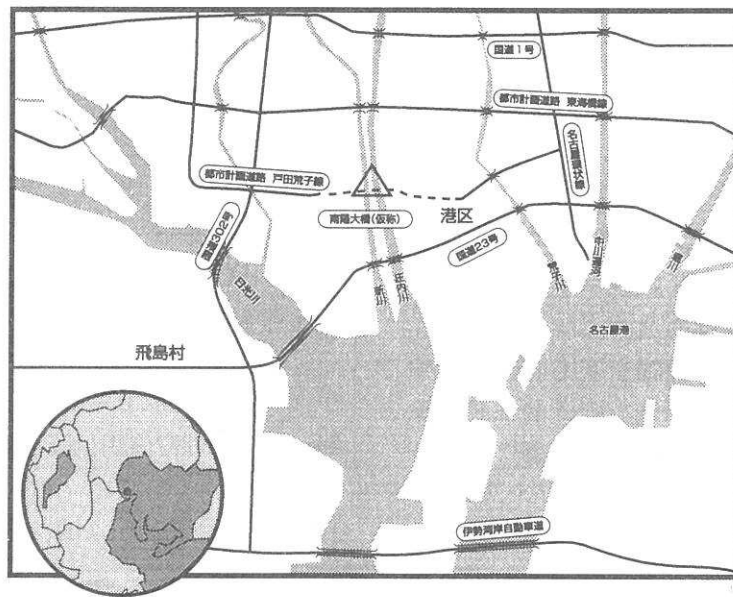 国道1号
都市計画道路 東海橋線
名古屋環状線
都市計画道路 戸田荒子線
南陽大橋(仮称)
港区
国道302号
国道23号
日光川
新川
庄内川
荒子川
中川運河
堀川
名古屋港
飛島村
伊勢湾岸自動車道